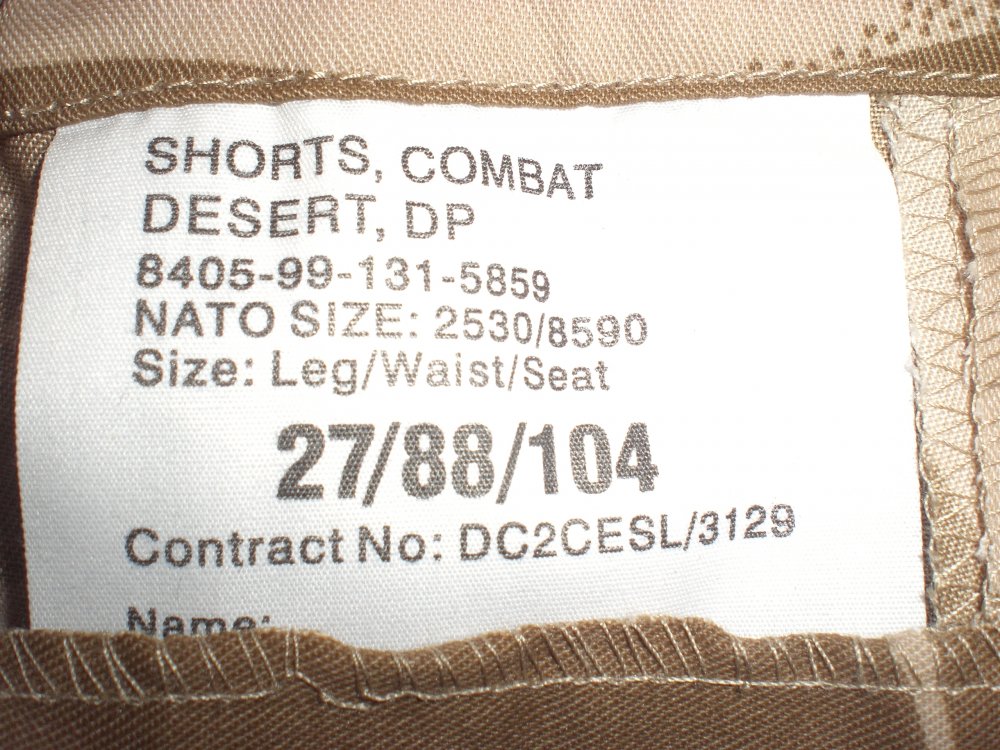 SHORTS, COMBAT
DESERT, DP
8405-99-131-5859
NATO SIZE: 2530/8590
Size: Leg/Waist/Seat
27/88/104
Contract No: DC2CESL/3129
Name: